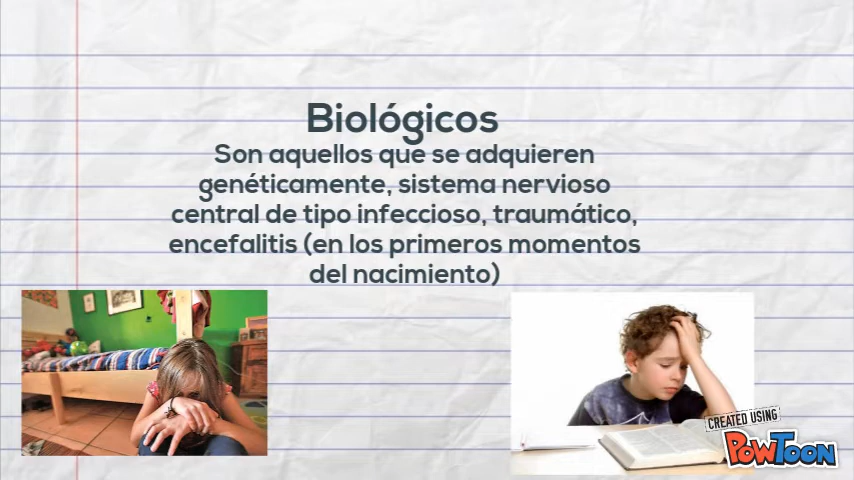 Biológicos
Son aquellos que se adquieren
genéticamente, sistema nervioso
central de tipo infeccioso, traumático,
encefalitis (en los primeros momentos
del nacimiento)
CREATED USING
POWTOON